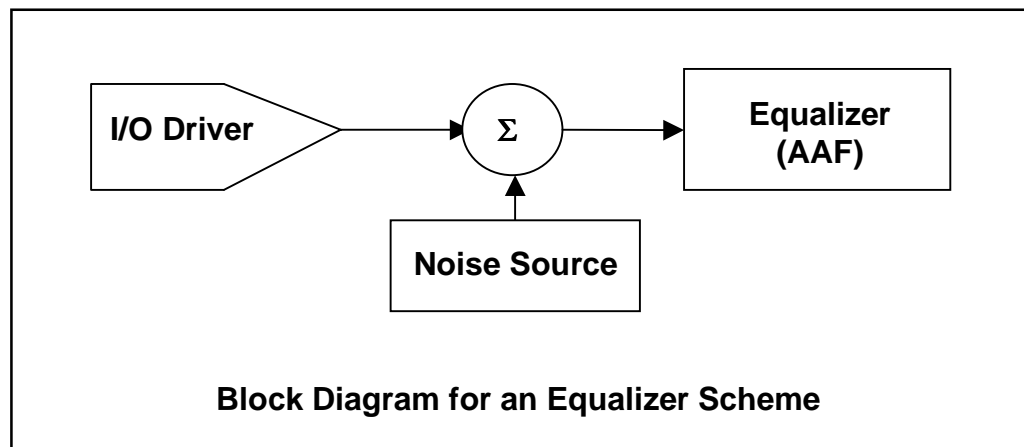 I/O Driver
Σ
Equalizer
(AAF)
Noise Source
Block Diagram for an Equalizer Scheme